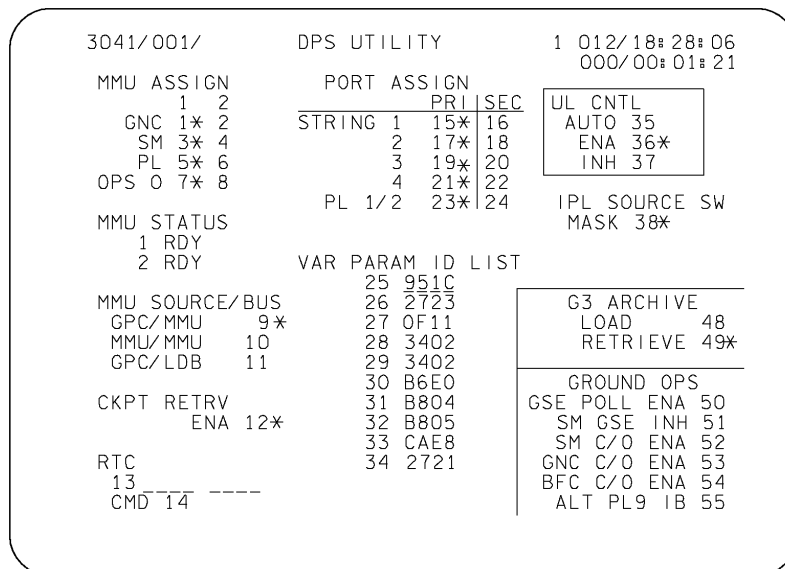 3041/001/ DPS UTILITY 1 012/18:28:06
000/00:01:21
MMU ASSIGN PORT ASSIGN
1 2 PRI SEC UL CNTL
GNC 1* 2 STRING 1 15* 16 AUTO 35
SM 3* 4 2 17* 18 ENA 36*
PL 5* 6 3 19* 20 INH 37
OPS 0 7* 8 4 21* 22
PL 1/2 23* 24 IPL SOURCE SW
MMU STATUS MASK 38*
1 RDY
2 RDY VAR PARAM ID LIST
25 951C
MMU SOURCE/BUS 26 2723 G3 ARCHIVE
GPC/MMU 9* 27 0F11 LOAD 48
MMU/MMU 10 28 3402 RETRIEVE 49*
GPC/LDB 11 29 3402
30 B6E0 GROUND OPS
CKPT RETRV 31 B804 GSE POLL ENA 50
ENA 12* 32 B805 SM GSE INH 51
33 CAE8 SM C/O ENA 52
RTC 34 2721 GNC C/O ENA 53
13 ____ ____ BFC C/O ENA 54
CMD 14 ALT PL9 IB 55